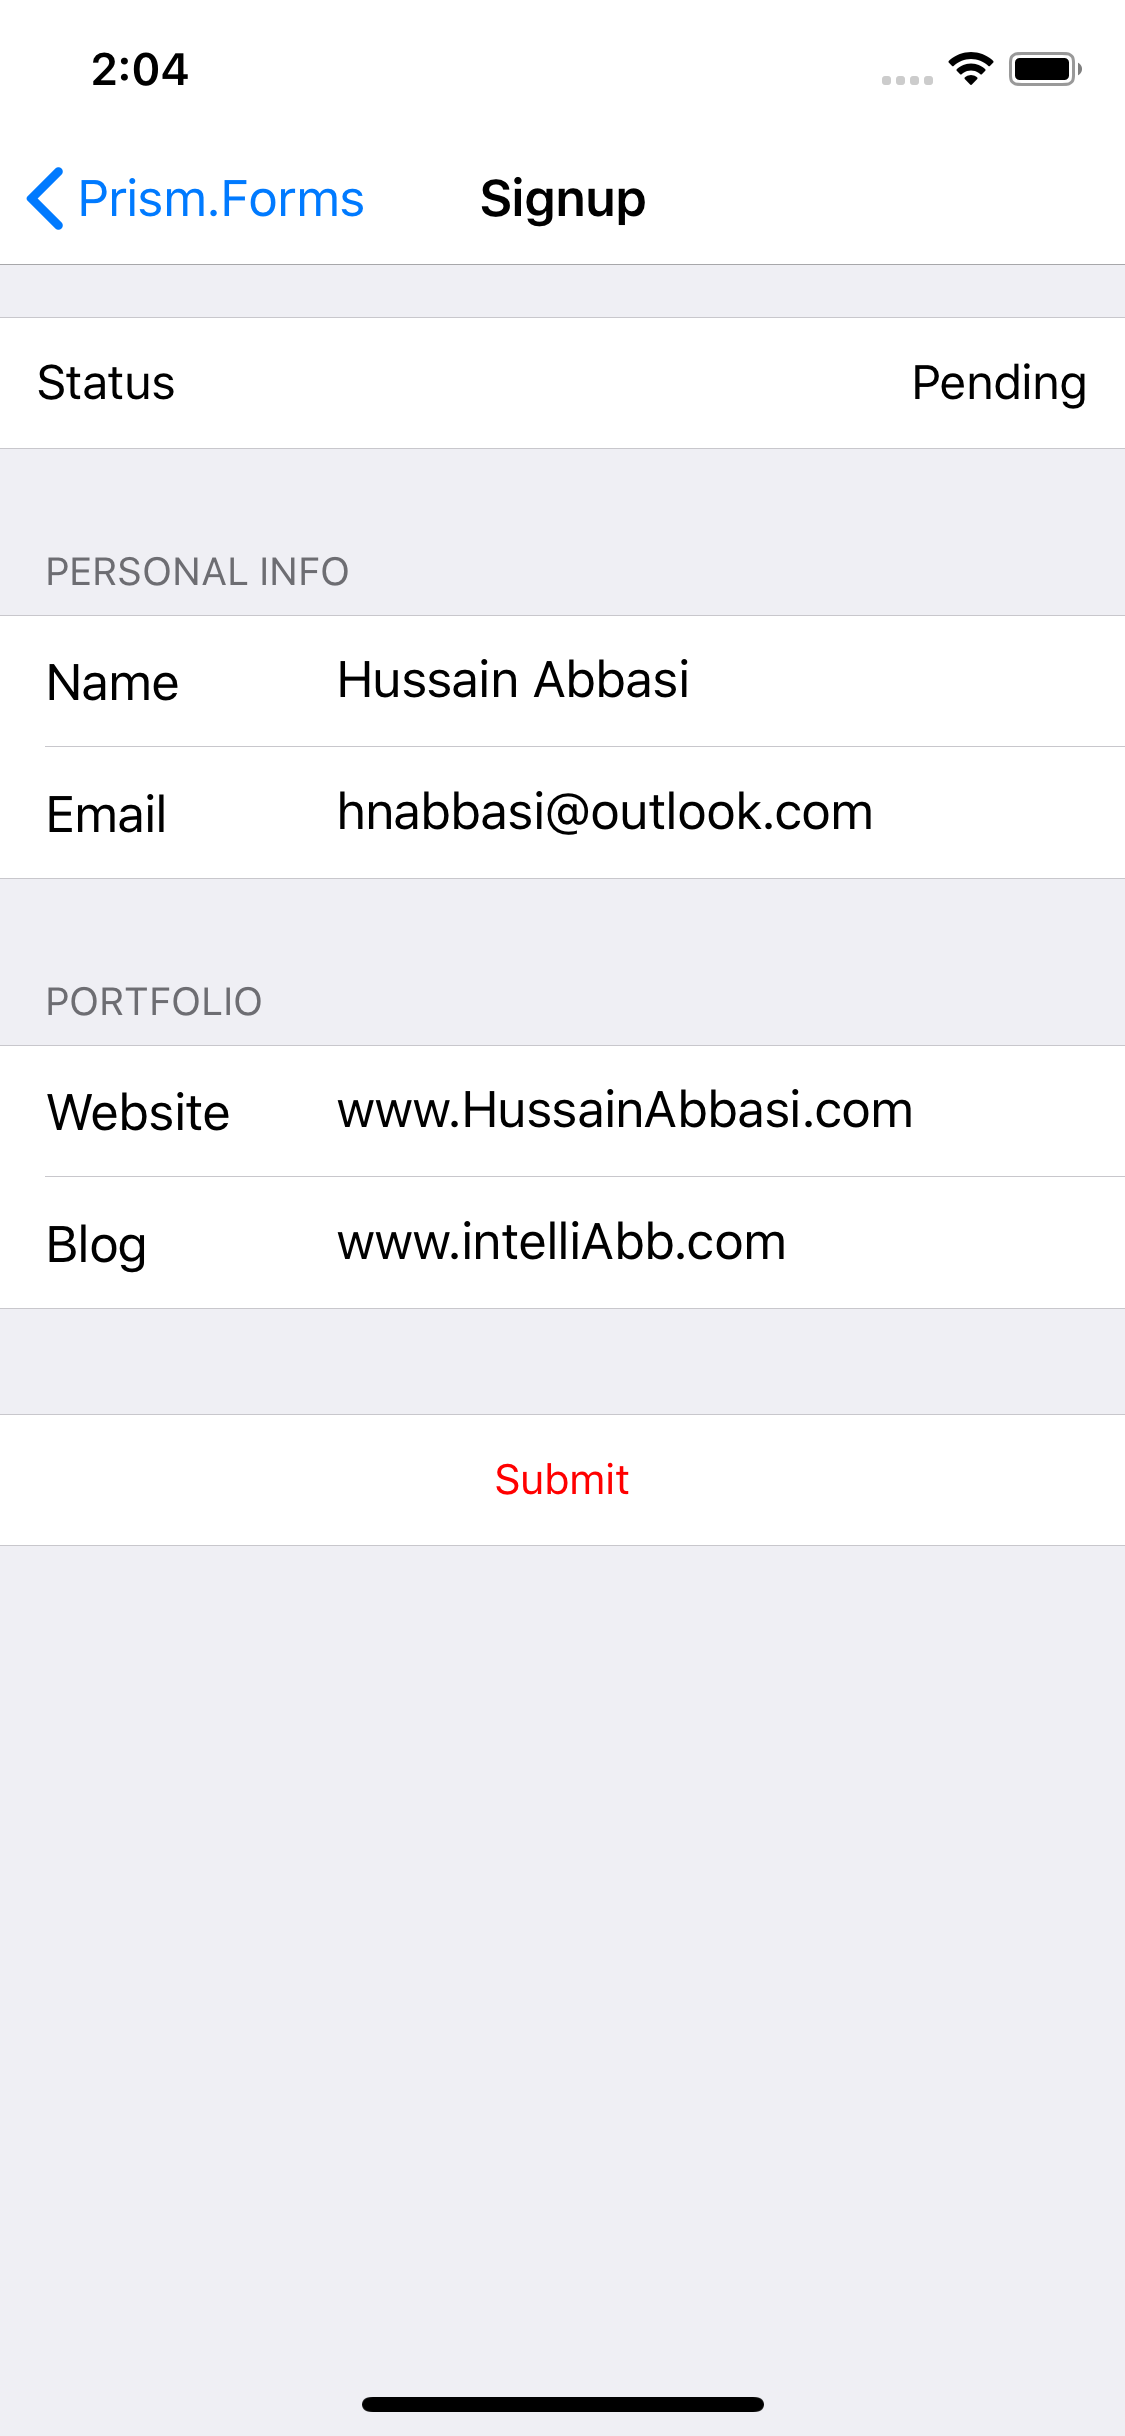 2:04
Prism.Forms Signup
Status Pending
PERSONAL INFO
Name Hussain Abbasi
Email hnabbasi@outlook.com
PORTFOLIO
Website www.HussainAbbasi.com
Blog www.intelliAbb.com
Submit